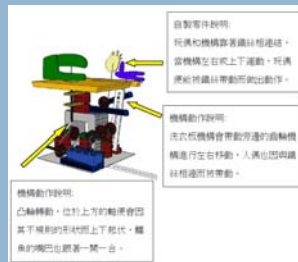 自製零件說明:
玩偶和機構靠著鐵絲相連結，
當機構左右或上下運動，玩偶
便能被鐵絲帶動而做出動作。
機構動作說明:
洗衣板機構會帶動旁邊的齒輪機
構進行左右移動，人偶也因與鐵
絲相連而被帶動。
機構動作說明:
凸輪轉動，位於上方的軸便會因
其不規則的形狀而上下起伏，鱷
魚的嘴巴也跟著一開一合。